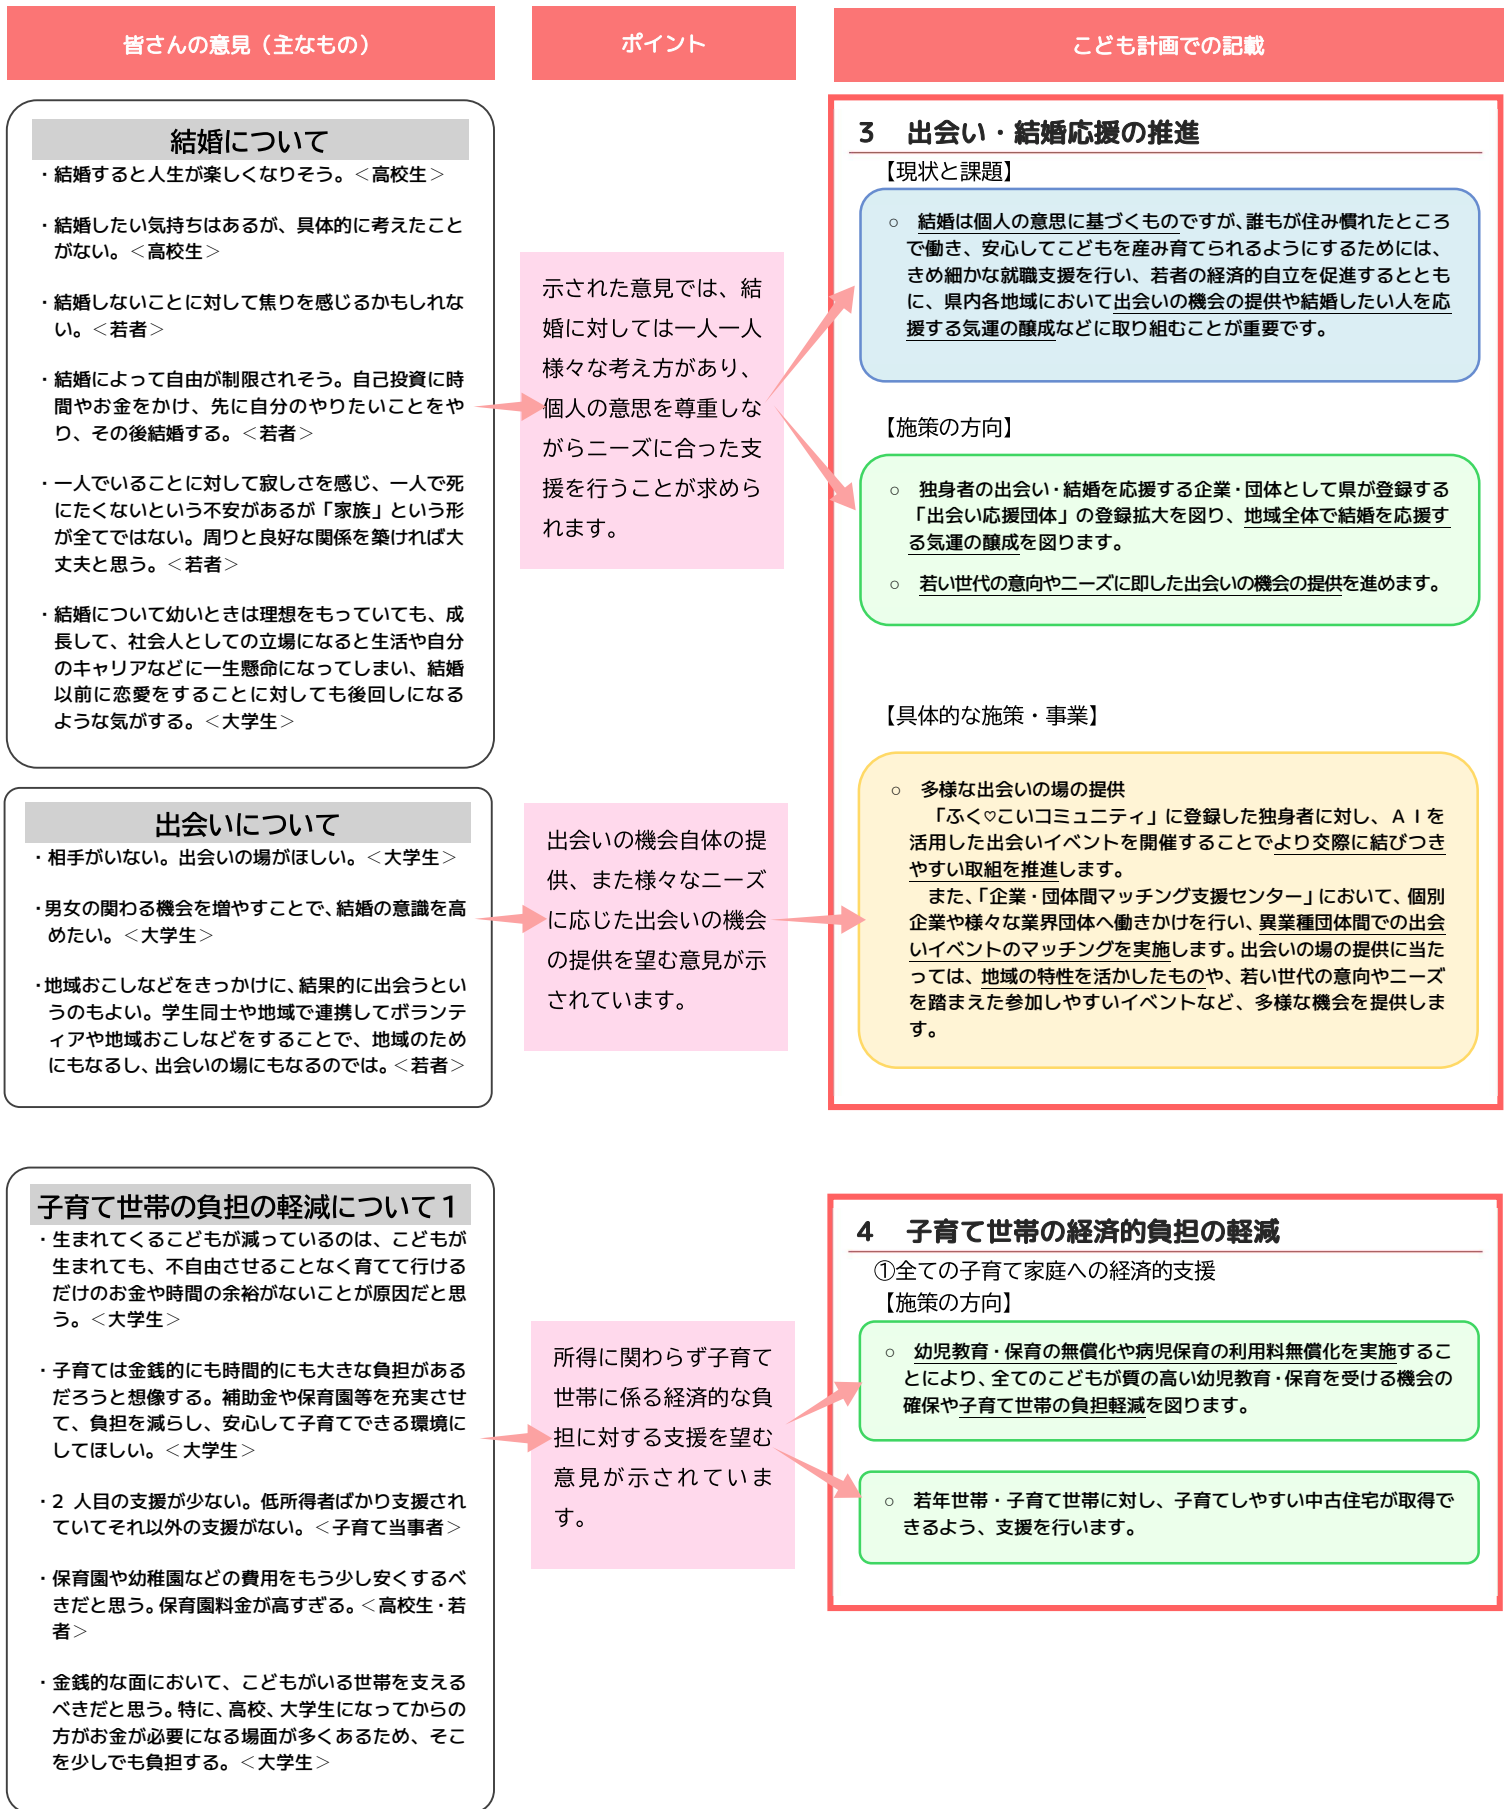 皆さんの意見（主なもの）
ポイント
こども計画での記載
結婚について
・結婚すると人生が楽しくなりそう。＜高校生＞
・結婚したい気持ちはあるが、具体的に考えたこと
がない。＜高校生＞
・結婚しないことに対して焦りを感じるかもしれな
い。＜若者＞
・結婚によって自由が制限されそう。自己投資に時
間やお金をかけ、先に自分のやりたいことをや
り、その後結婚する。＜若者＞
・一人でいることに対して寂しさを感じ、一人で死
にたくないという不安があるが「家族」という形
が全てではない。周りと良好な関係を築ければ大
丈夫と思う。＜若者＞
・結婚について幼いときは理想をもっていても、成
長して、社会人としての立場になると生活や自分
のキャリアなどに一生懸命になってしまい、結婚
以前に恋愛をすることに対しても後回しになる
ような気がする。＜大学生＞
示された意見では、結
婚に対しては一人一人
様々な考え方があり、
個人の意思を尊重しな
がらニーズに合った支
援を行うことが求めら
れます。
３　出会い・結婚応援の推進
【現状と課題】
○　結婚は個人の意思に基づくものですが、誰もが住み慣れたところ
で働き、安心してこどもを産み育てられるようにするためには、
きめ細かな就職支援を行い、若者の経済的自立を促進するととも
に、県内各地域において出会いの機会の提供や結婚したい人を応
援する気運の醸成などに取り組むことが重要です。
【施策の方向】
○　独身者の出会い・結婚を応援する企業・団体として県が登録する
「出会い応援団体」の登録拡大を図り、地域全体で結婚を応援す
る気運の醸成を図ります。
○　若い世代の意向やニーズに即した出会いの機会の提供を進めます。
【具体的な施策・事業】
○　多様な出会いの場の提供
「ふく♡こいコミュニティ」に登録した独身者に対し、ＡＩを
活用した出会いイベントを開催することでより交際に結びつき
やすい取組を推進します。
また、「企業・団体間マッチング支援センター」において、個別
企業や様々な業界団体へ働きかけを行い、異業種団体間での出会
いイベントのマッチングを実施します。出会いの場の提供に当た
っては、地域の特性を活かしたものや、若い世代の意向やニーズ
を踏まえた参加しやすいイベントなど、多様な機会を提供しま
す。
出会いについて
・相手がいない。出会いの場がほしい。＜大学生＞
・男女の関わる機会を増やすことで、結婚の意識を高
めたい。＜大学生＞
・地域おこしなどをきっかけに、結果的に出会うとい
うのもよい。学生同士や地域で連携してボランテ
ィアや地域おこしなどをすることで、地域のため
にもなるし、出会いの場にもなるのでは。＜若者＞
出会いの機会自体の提
供、また様々なニーズ
に応じた出会いの機会
の提供を望む意見が示
されています。
子育て世帯の負担の軽減について１
・生まれてくるこどもが減っているのは、こどもが
生まれても、不自由させることなく育てて行ける
だけのお金や時間の余裕がないことが原因だと思
う。＜大学生＞
・子育ては金銭的にも時間的にも大きな負担がある
だろうと想像する。補助金や保育園等を充実させ
て、負担を減らし、安心して子育てできる環境に
してほしい。＜大学生＞
・2 人目の支援が少ない。低所得者ばかり支援され
ていてそれ以外の支援がない。＜子育て当事者＞
・保育園や幼稚園などの費用をもう少し安くするべ
きだと思う。保育園料金が高すぎる。＜高校生・若
者＞
・金銭的な面において、こどもがいる世帯を支える
べきだと思う。特に、高校、大学生になってからの
方がお金が必要になる場面が多くあるため、そこ
を少しでも負担する。＜大学生＞
所得に関わらず子育て
世帯に係る経済的な負
担に対する支援を望む
意見が示されていま
す。
４　子育て世帯の経済的負担の軽減
①全ての子育て家庭への経済的支援
【施策の方向】
○　幼児教育・保育の無償化や病児保育の利用料無償化を実施するこ
とにより、全てのこどもが質の高い幼児教育・保育を受ける機会の
確保や子育て世帯の負担軽減を図ります。
○　若年世帯・子育て世帯に対し、子育てしやすい中古住宅が取得で
きるよう、支援を行います。